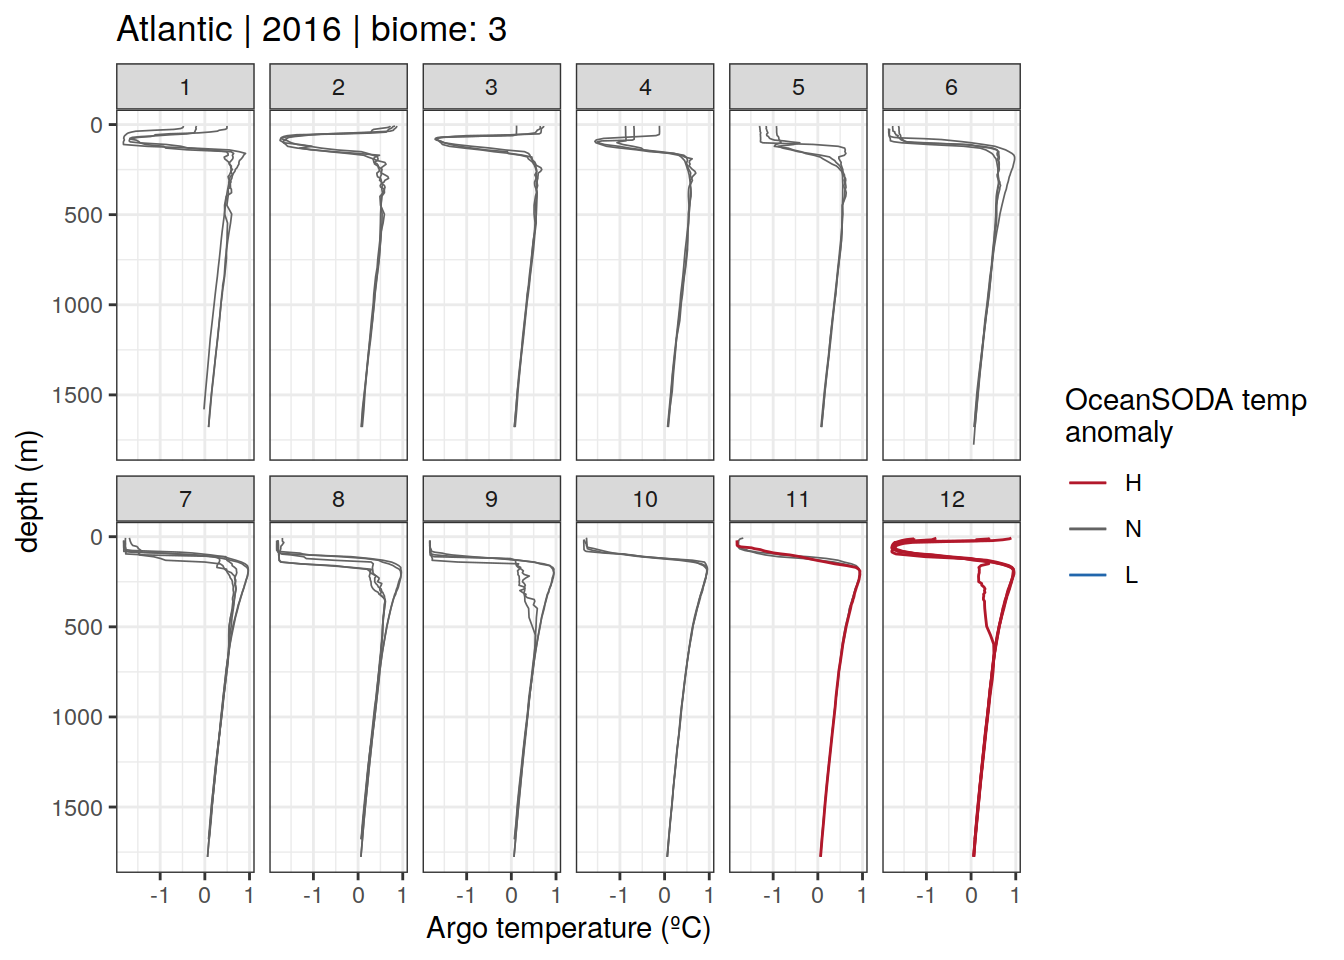 Atlantic | 2016 | biome: 3
1 2 3 4 5 6
0
500
1000
1500
7 8 9 10 11 12
0
500
1000
1500
-1 0 1 -1 0 1 -1 0 1 -1 0 1 -1 0 1 -1 0 1
Argo temperature (ºC)
depth (m)
OceanSODA temp
anomaly
H
N
L